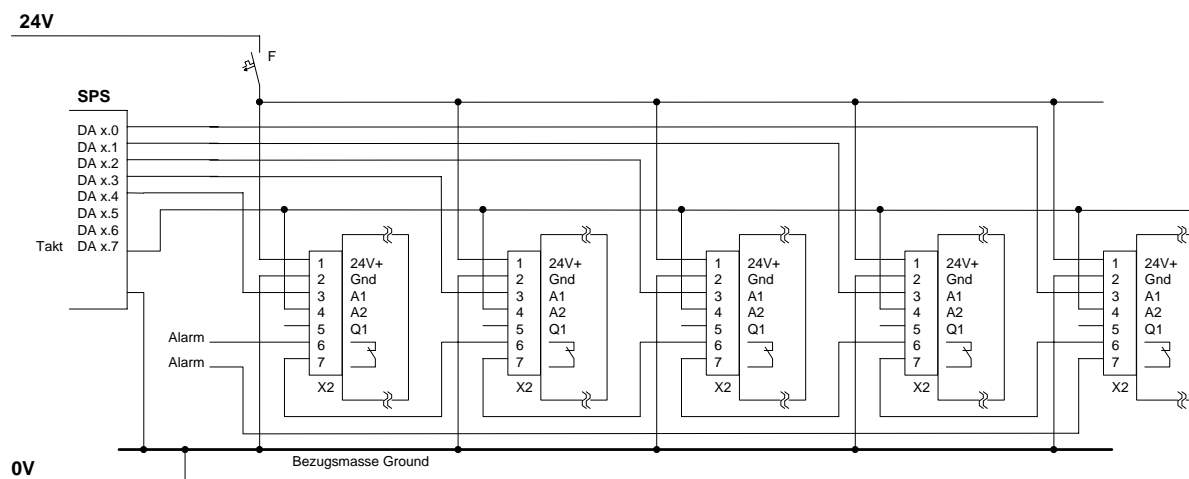 24V
F
SPS
DA x.0
DA x.1
DA x.2
DA x.3
DA x.4
DA x.5
DA x.6
Takt DA x.7
1 24V+
2 Gnd
3 A1
4 A2
5 Q1
6
7
X2
1 24V+
2 Gnd
3 A1
4 A2
5 Q1
6
7
X2
1 24V+
2 Gnd
3 A1
4 A2
5 Q1
6
7
X2
1 24V+
2 Gnd
3 A1
4 A2
5 Q1
6
7
X2
1 24V+
2 Gnd
3 A1
4 A2
5 Q1
6
7
X2
Alarm
Alarm
Bezugsmasse Ground
0V